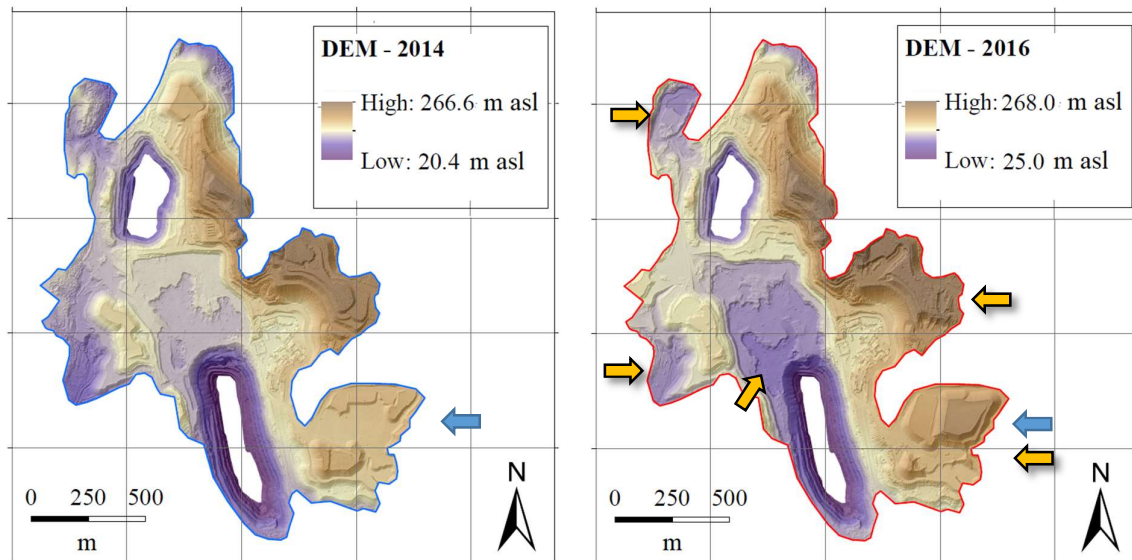 DEM - 2014
High: 266.6 m asl
Low: 20.4 m asl
N
0 250 500
m
DEM - 2016
High: 268.0 m asl
Low: 25.0 m asl
N
0 250 500
m